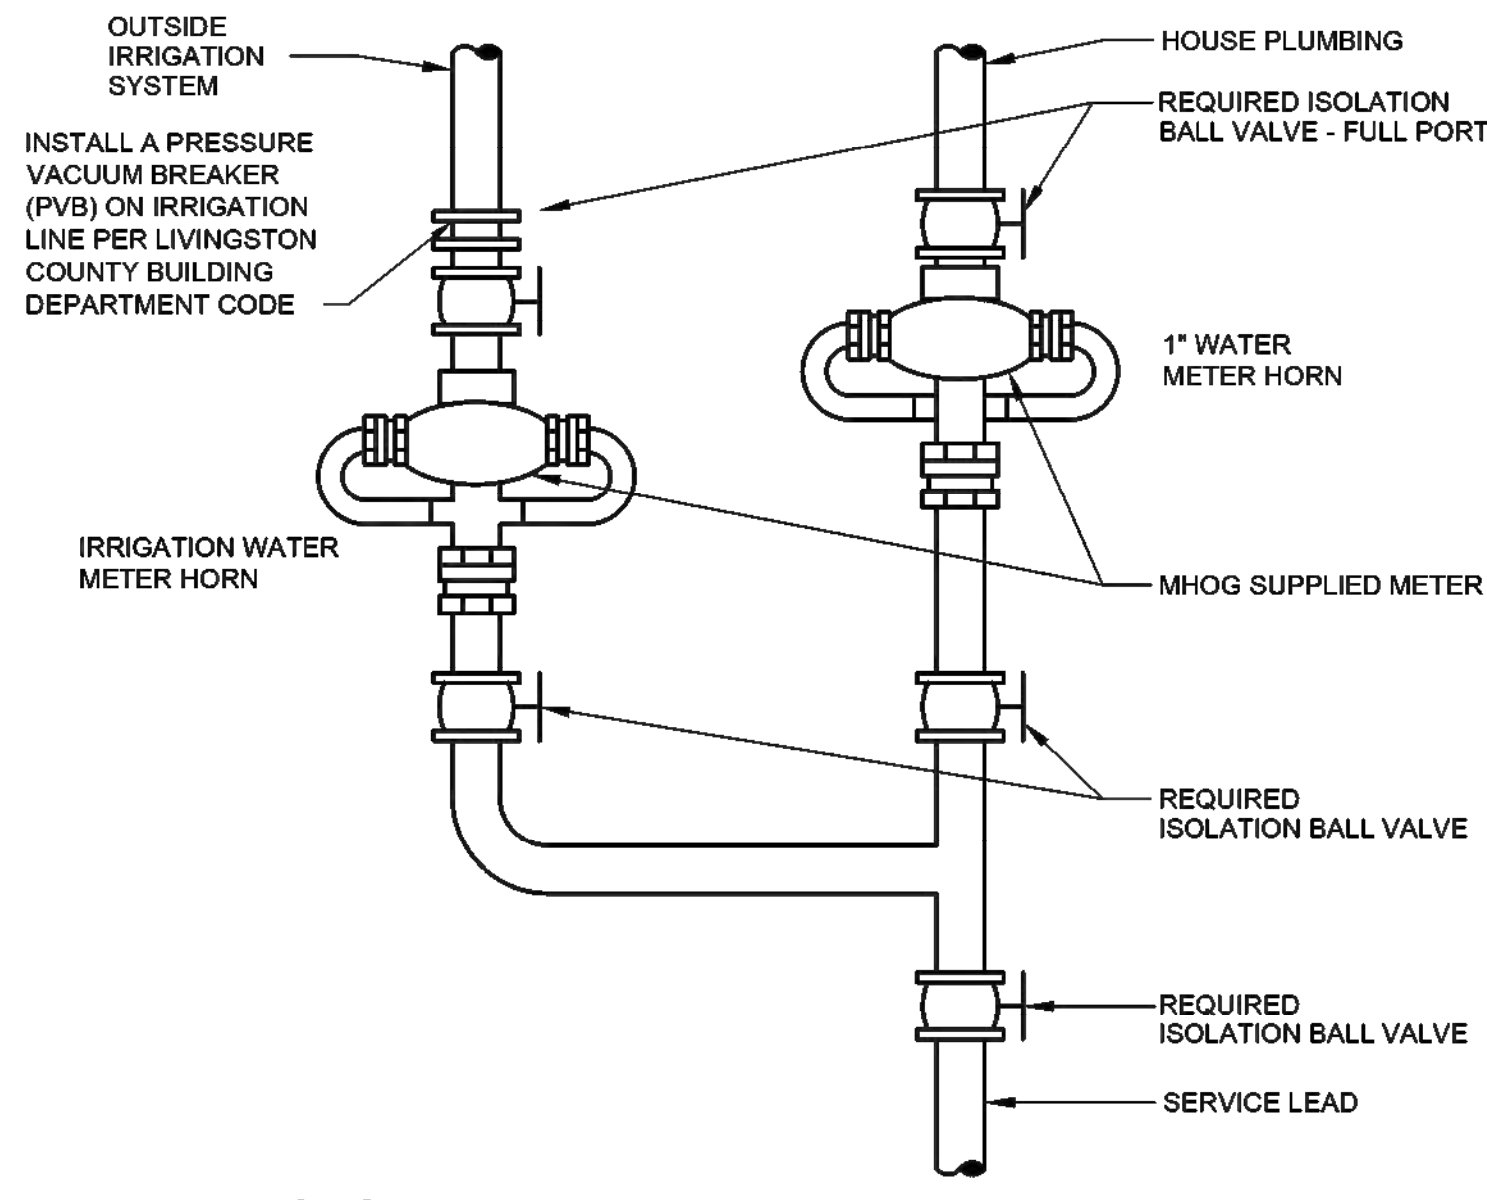 OUTSIDE
IRRIGATION
SYSTEM
INSTALL A PRESSURE
VACUUM BREAKER
(PVB) ON IRRIGATION
LINE PER LIVINGSTON
COUNTY BUILDING
DEPARTMENT CODE
HOUSE PLUMBING
REQUIRED ISOLATION
BALL VALVE - FULL PORT
1" WATER
METER HORN
IRRIGATION WATER
METER HORN
MHOG SUPPLIED METER
REQUIRED
ISOLATION BALL VALVE
REQUIRED
ISOLATION BALL VALVE
SERVICE LEAD